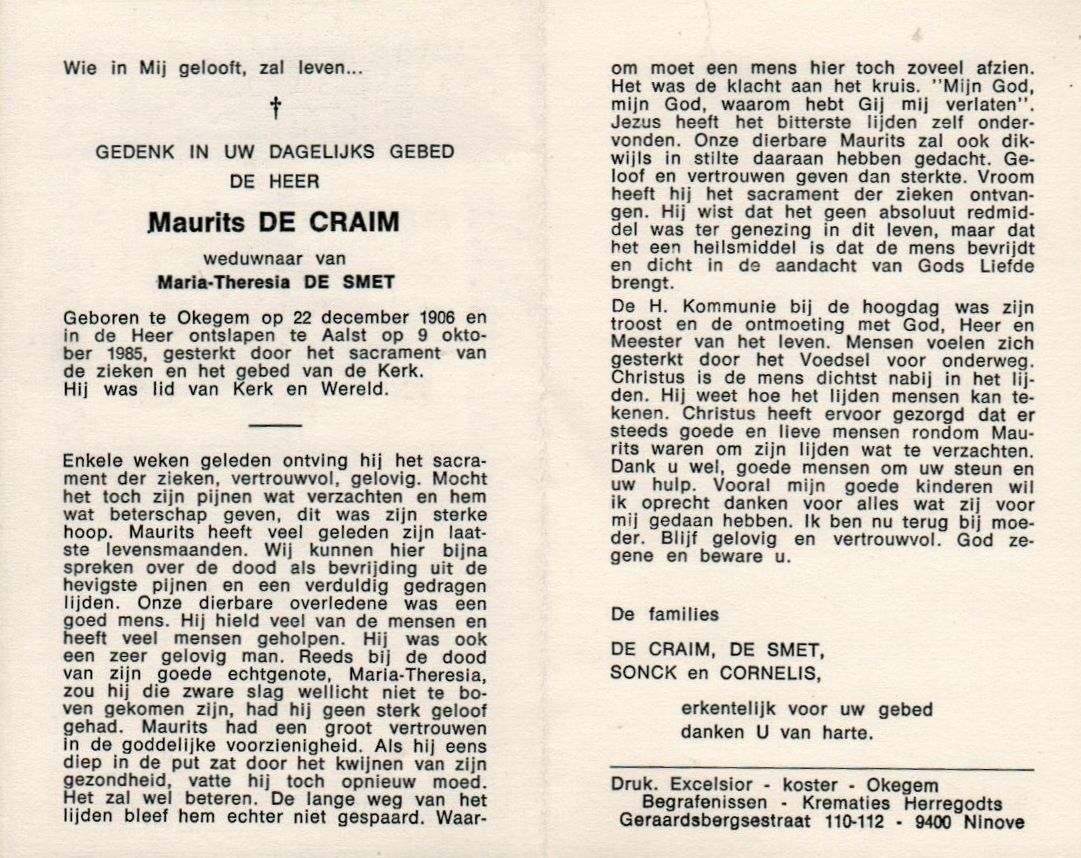 Wie in Mij gelooft, zal leven...
†
GEDENK IN UW DAGELIJKS GEBED
DE HEER
Maurits DE CRAIM
weduwnaar van
Maria-Theresia DE SMET
Geboren te Okegem op 22 december 1906 en
in de Heer ontslapen te Aalst op 9 okto-
ber 1985, gesterkt door het sacrament van
de zieken en het gebed van de Kerk.
Hij was lid van Kerk en Wereld.
Enkele weken geleden ontving hij het sacra-
ment der zieken, vertrouwvol, gelovig. Mocht
het toch zijn pijnen wat verzachten en hem
wat beterschap geven, dit was zijn sterke
hoop. Maurits heeft veel geleden zijn laat-
ste levensmaanden. Wij kunnen hier bijna
spreken over de dood als bevrijding uit de
hevigste pijnen en een verduldig gedragen
lijden. Onze dierbare overledene was een
goed mens. Hij hield veel van de mensen en
heeft veel mensen geholpen. Hij was ook
een zeer gelovig man. Reeds bij de dood
van zijn goede echtgenote, Maria-Theresia,
zou hij die zware slag wellicht niet te bo-
ven gekomen zijn, had hij geen sterk geloof
gehad. Maurits had een groot vertrouwen
in de goddelijke voorzienigheid. Als hij eens
diep in de put zat door het kwijnen van zijn
gezondheid, vatte hij toch opnieuw moed.
Het zal wel beteren. De lange weg van het
lijden bleef hem echter niet gespaard. Waar-
om moet een mens hier toch zoveel afzien.
Het was de klacht aan het kruis. "Mijn God,
mijn God, waarom hebt Gij mij verlaten".
Jezus heeft het bitterste lijden zelf onder-
vonden. Onze dierbare Maurits zal ook dik-
wijls in stilte daaraan hebben gedacht. Ge-
loof en vertrouwen geven dan sterkte. Vroom
heeft hij het sacrament der zieken ontvan-
gen. Hij wist dat het geen absoluut redmid-
del was ter genezing in dit leven, maar dat
het een heilsmiddel is dat de mens bevrijdt
en dicht in de aandacht van Gods Liefde
brengt.
De H. Kommunie bij de hoogdag was zijn
troost en de ontmoeting met God, Heer en
Meester van het leven. Mensen voelen zich
gesterkt door het Voedsel voor onderweg.
Christus is de mens dichtst nabij in het lij-
den. Hij weet hoe het lijden mensen kan te-
kenen. Christus heeft ervoor gezorgd dat er
steeds goede en lieve mensen rondom Mau-
rits waren om zijn lijden wat te verzachten.
Dank u wel, goede mensen om uw steun en
uw hulp. Vooral mijn goede kinderen wil
ik oprecht danken voor alles wat zij voor
mij gedaan hebben. Ik ben nu terug bij moe-
der. Blijf gelovig en vertrouwvol. God ze-
gene en beware u.
De families
DE CRAIM, DE SMET,
SONCK en CORNELIS,
erkentelijk voor uw gebed
danken U van harte.
Druk. Excelsior - koster - Okegem
Begrafenissen - Krematies Herregodts
Geraardsbergsestraat 110-112 - 9400 Ninove